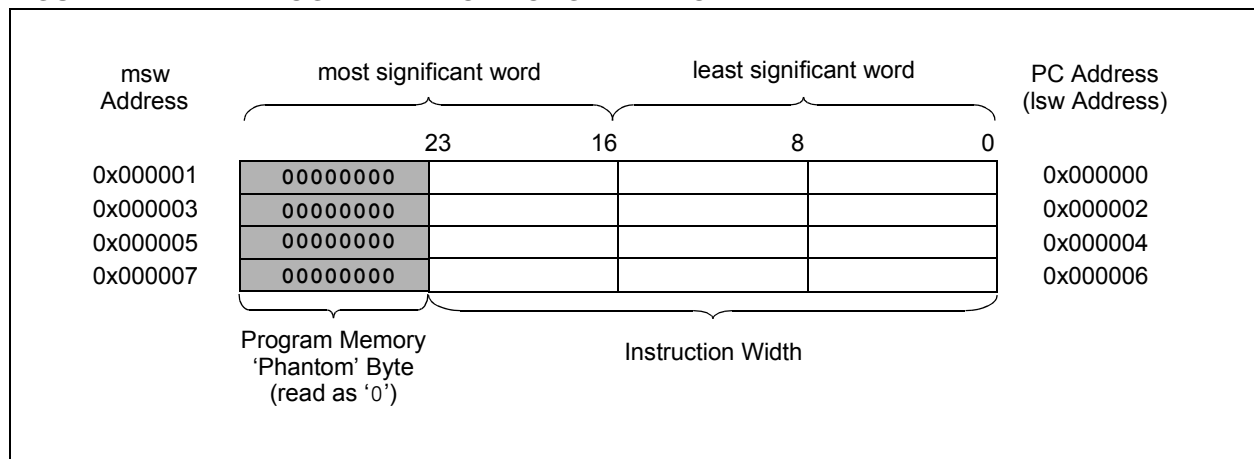 msw
Address
most significant word
least significant word
PC Address
(lsw Address)
23 16 8 0
0x000001 00000000 0x000000
0x000003 00000000 0x000002
0x000005 00000000 0x000004
0x000007 00000000 0x000006
Program Memory
‘Phantom’ Byte
(read as ‘0’)
Instruction Width